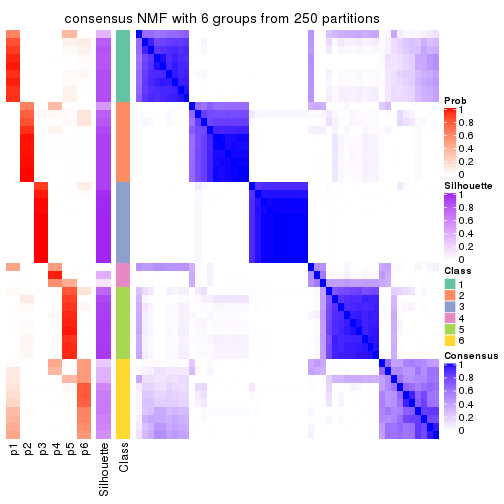 consensus NMF with 6 groups from 250 partitions
Prob
1
0.8
0.6
0.4
0.2
0
Silhouette
1
0.8
0.6
0.4
0.2
0
Class
1
2
3
4
5
6
Consensus
1
0.8
0.6
0.4
0.2
0
p1
p2
p3
p4
p5
p6
Silhouette
Class